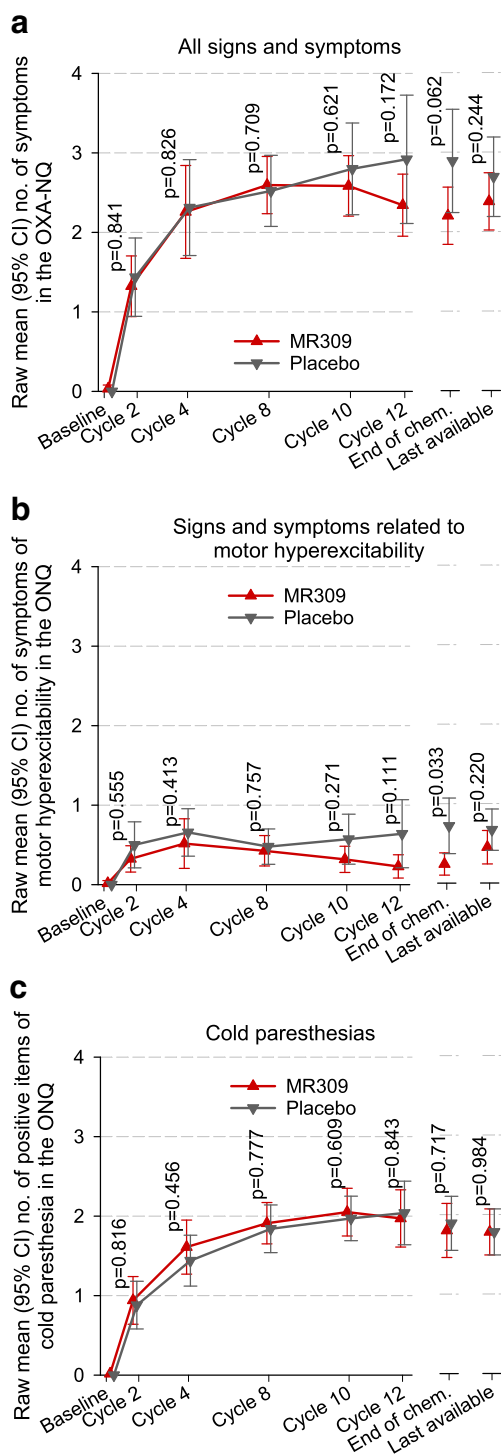 a
All signs and symptoms
Raw mean (95% CI) no. of symptoms
in the OXA-NQ
4
3
2
1
0
p=0.841
p=0.826
p=0.709
p=0.621
p=0.172
p=0.062
p=0.244
MR309
Placebo
Baseline
Cycle 2
Cycle 4
Cycle 8
Cycle 10
Cycle 12
End of chem.
Last available
b
Signs and symptoms related to
motor hyperexcitability
Raw mean (95% CI) no. of symptoms of
motor hyperexcitability in the ONQ
4
3
2
1
0
MR309
Placebo
p=0.555
p=0.413
p=0.757
p=0.271
p=0.111
p=0.033
p=0.220
Baseline
Cycle 2
Cycle 4
Cycle 8
Cycle 10
Cycle 12
End of chem.
Last available
c
Cold paresthesias
Raw mean (95% CI) no. of positive items of
cold paresthesia in the ONQ
4
3
2
1
0
MR309
Placebo
p=0.816
p=0.456
p=0.777
p=0.609
p=0.843
p=0.717
p=0.984
Baseline
Cycle 2
Cycle 4
Cycle 8
Cycle 10
Cycle 12
End of chem.
Last available